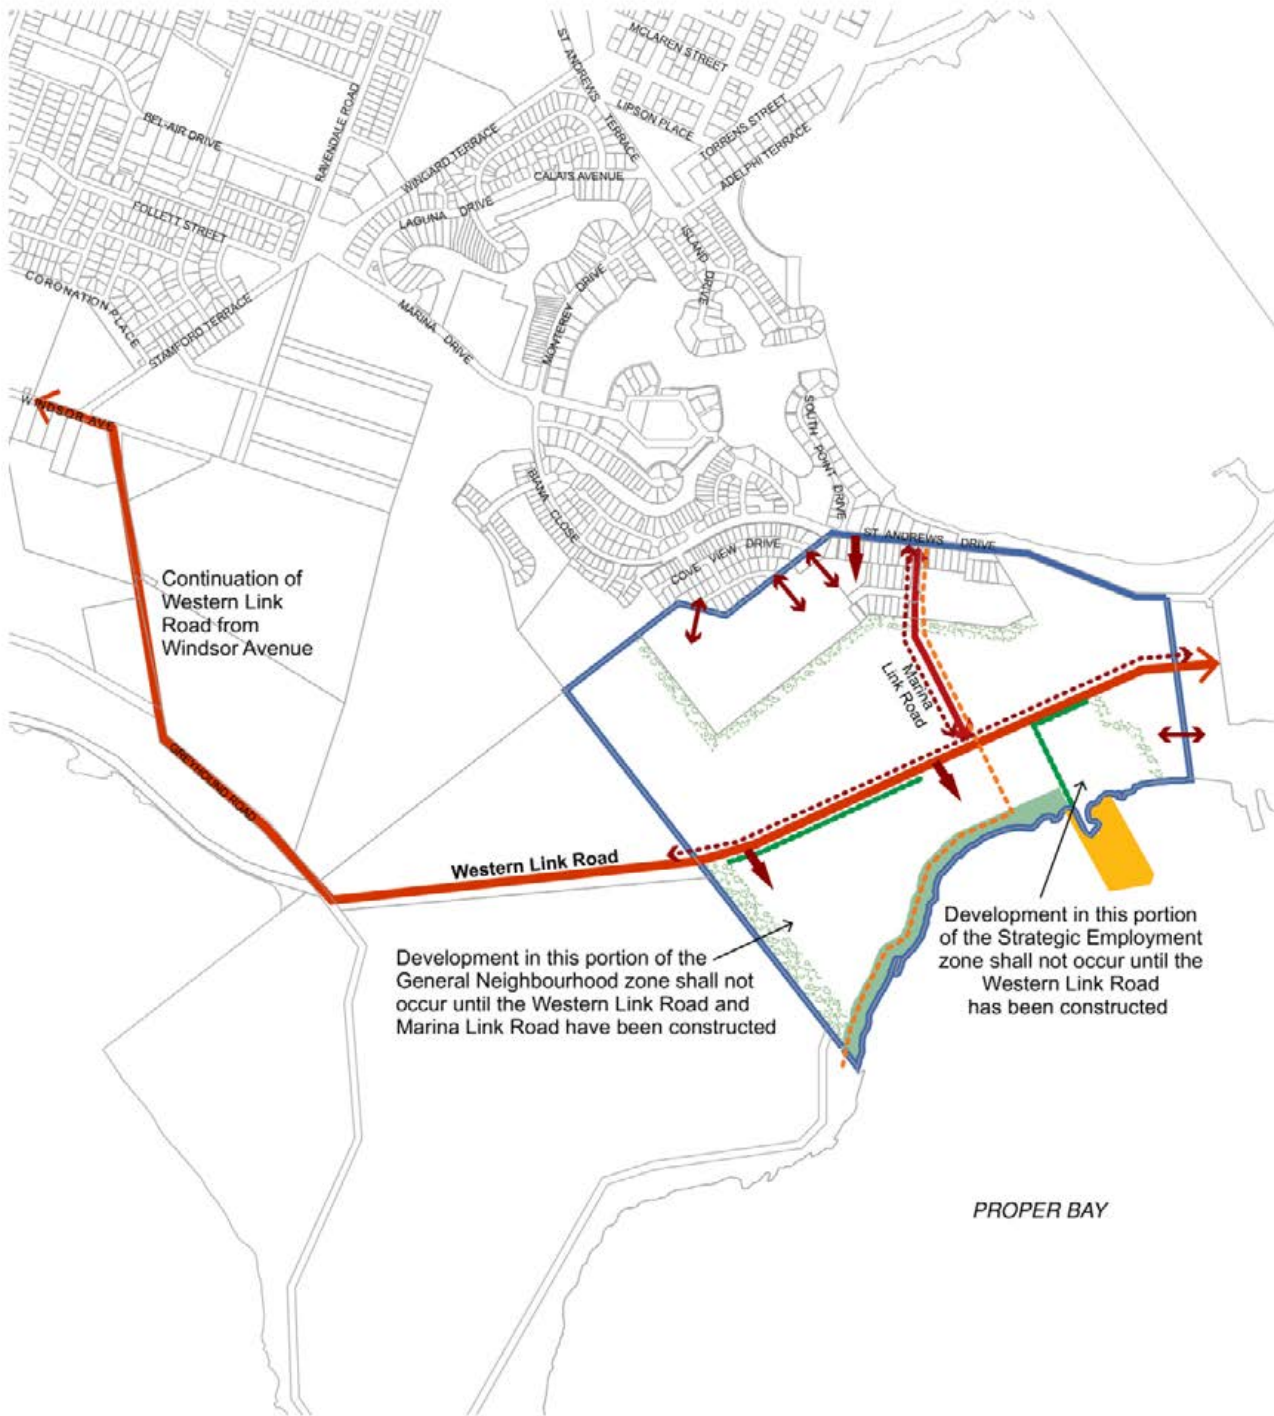 MCLAREN STREET
ST ANDREWS TERRACE
LIPSON PLACE
TORRENS STREET
ADELPHI TERRACE
BEL-AIR DRIVE
RAVENDALE ROAD
WINGARD TERRACE
CALAIS AVENUE
LAGUNA DRIVE
FOLLETT STREET
ISLAND DRIVE
CORONATION PLACE
STAMFORD TERRACE
MARINA DRIVE
MONTEREY DRIVE
WINDSOR AVE
SOUTH POINT DRIVE
BIANA CLOSE
ST ANDREWS DRIVE
COVE VIEW DRIVE
Continuation of
Western Link
Road from
Windsor Avenue
Marina
Link Road
GREYHOUND ROAD
Western Link Road
Development in this portion of the
General Neighbourhood zone shall not
occur until the Western Link Road and
Marina Link Road have been constructed
Development in this portion
of the Strategic Employment
zone shall not occur until the
Western Link Road
has been constructed
PROPER BAY